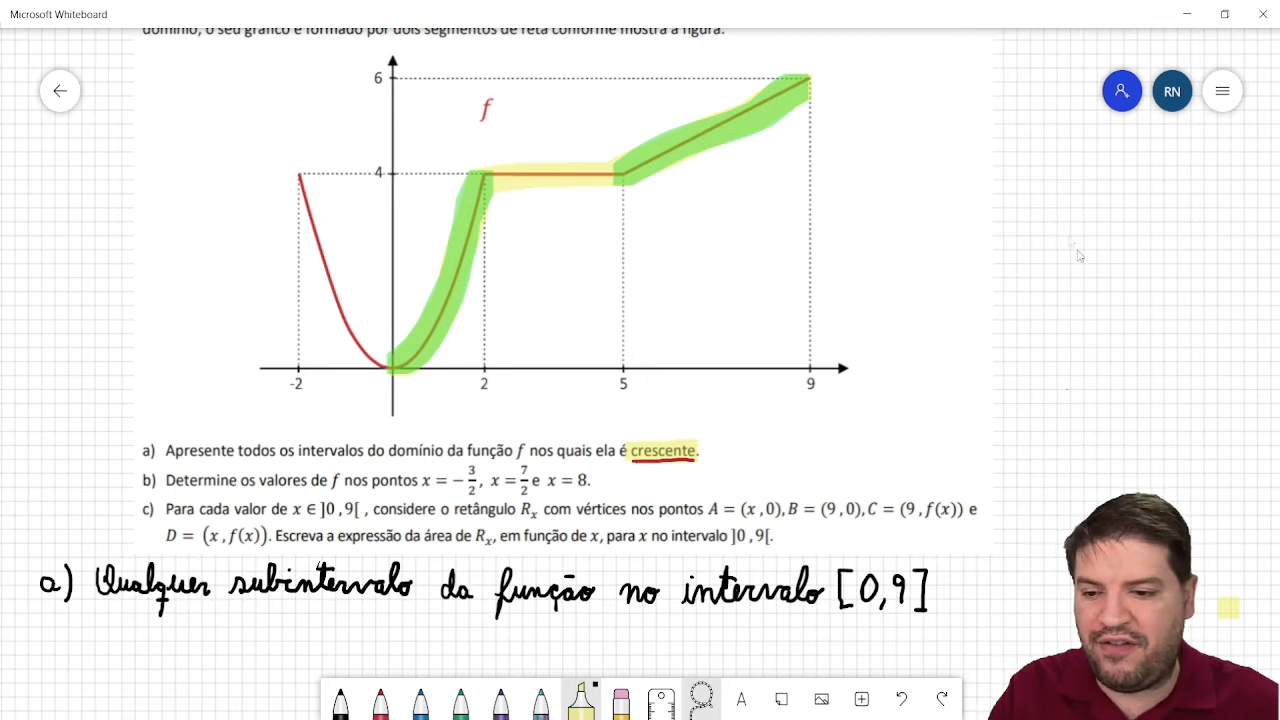 Microsoft Whiteboard
domínio, o seu gráfico é formado por dois segmentos de reta conforme mostra a figura.
6
f
RN
4
-2
2
5
9
a) Apresente todos os intervalos do domínio da função f nos quais ela é crescente.
b) Determine os valores de f nos pontos x = −3/2, x = 7/2 e x = 8.
c) Para cada valor de x ∈ ]0 , 9[ , considere o retângulo Rₓ com vértices nos pontos A = (x , 0), B = (9 , 0), C = (9 , f(x)) e
D = (x , f(x)). Escreva a expressão da área de Rₓ, em função de x, para x no intervalo ]0 , 9[.
a) Qualquer subintervalo da função no intervalo [0,9]
A